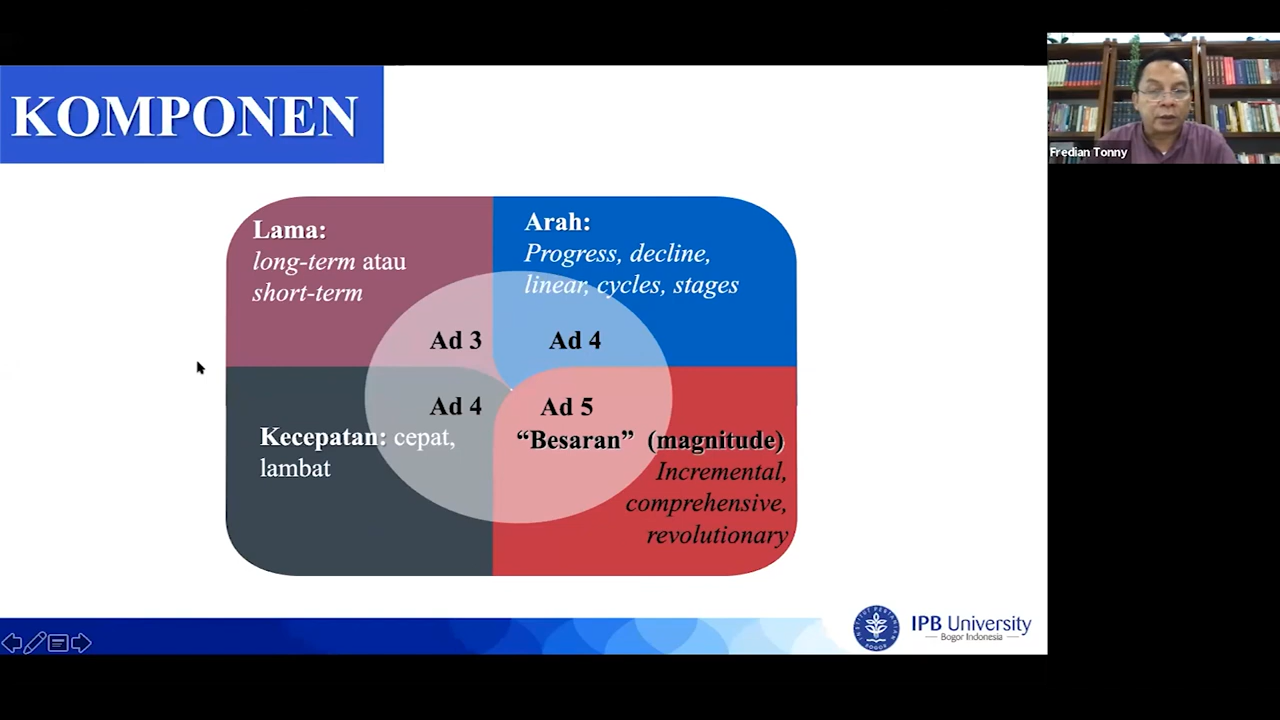 KOMPONEN
Fredian Tonny
Lama:
long-term atau
short-term
Arah:
Progress, decline,
linear, cycles, stages
Ad 3
Ad 4
Ad 4
Ad 5
Kecepatan: cepat,
lambat
“Besaran” (magnitude)
Incremental,
comprehensive,
revolutionary
IPB University
Bogor Indonesia